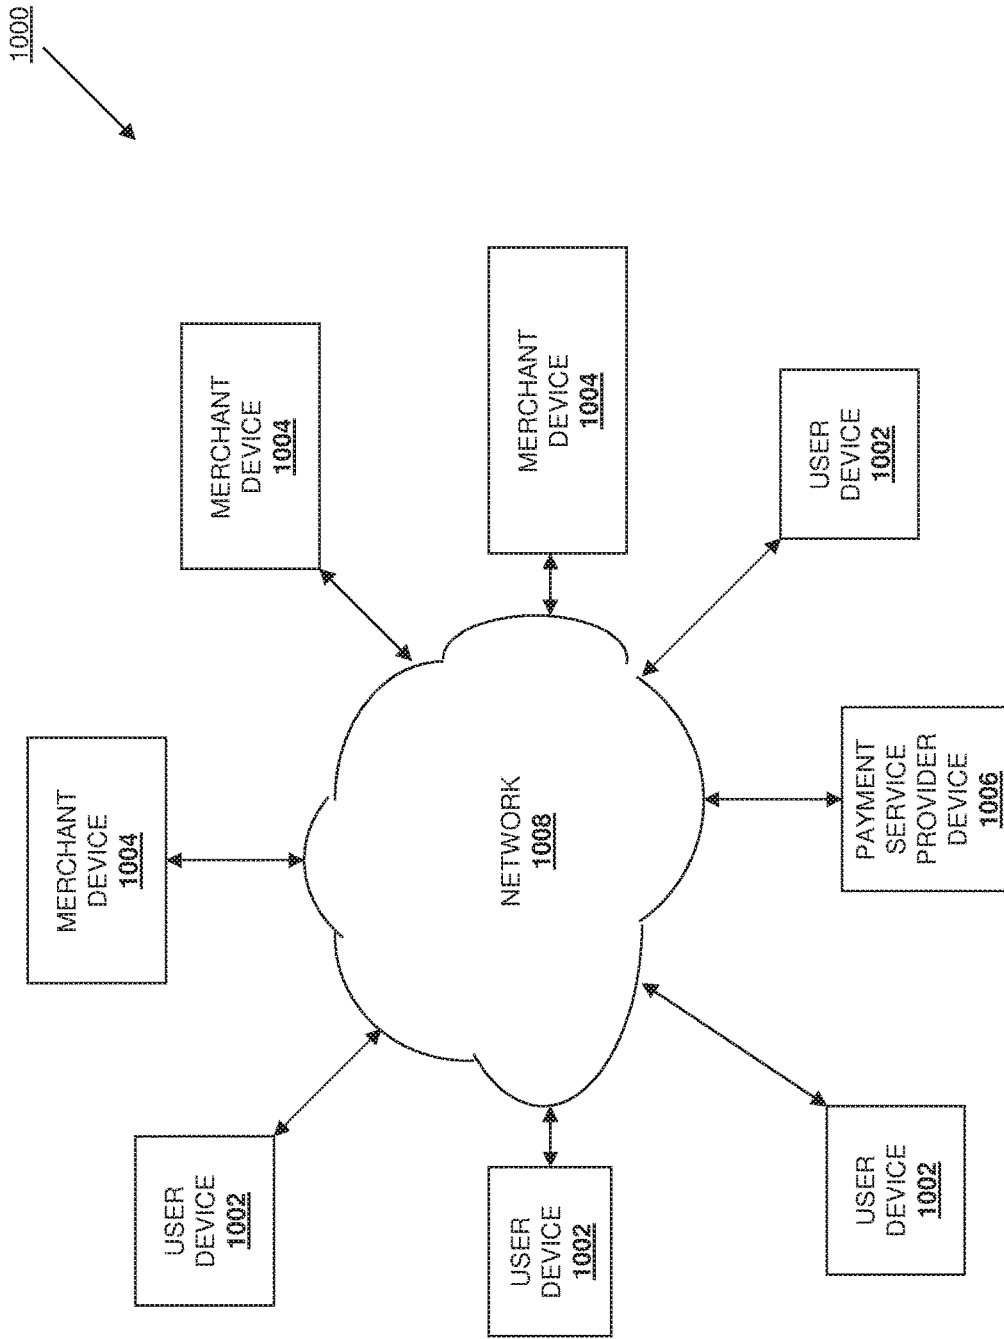 1000
MERCHANT
DEVICE
1004
USER
DEVICE
1002
MERCHANT
DEVICE
1004
USER
DEVICE
1002
NETWORK
1008
MERCHANT
DEVICE
1004
USER
DEVICE
1002
PAYMENT
SERVICE
PROVIDER
DEVICE
1006
USER
DEVICE
1002